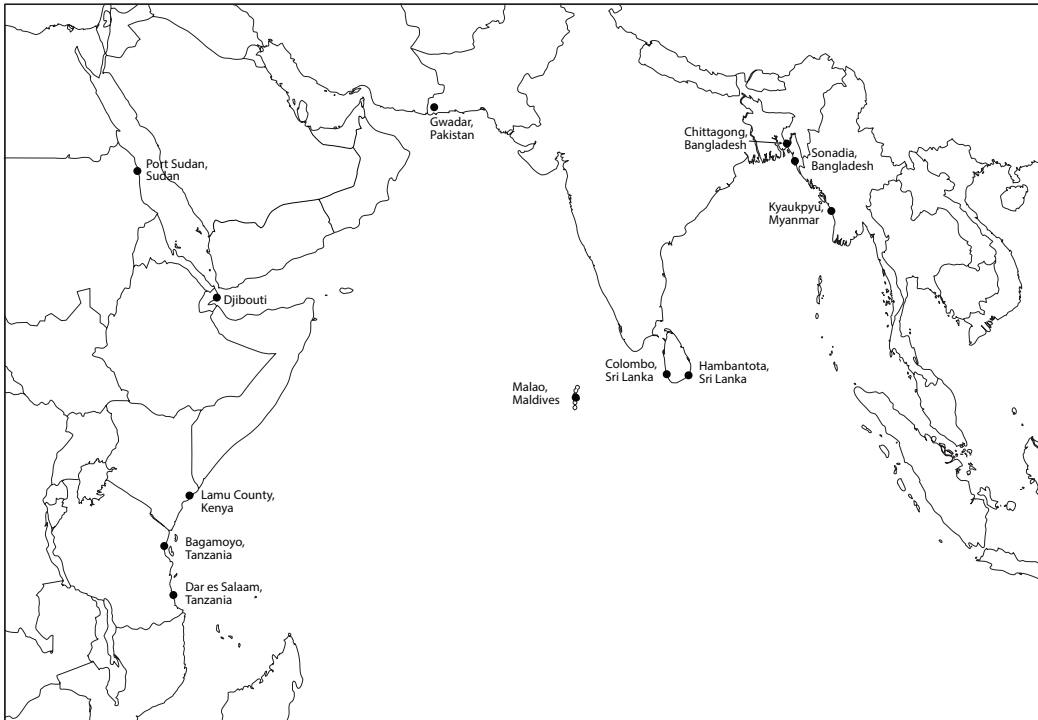 Gwadar,
Pakistan
Chittagong,
Bangladesh
Sonadia,
Bangladesh
Port Sudan,
Sudan
Kyaukpyu,
Myanmar
Djibouti
Colombo,
Sri Lanka
Hambantota,
Sri Lanka
Malao,
Maldives
Lamu County,
Kenya
Bagamoyo,
Tanzania
Dar es Salaam,
Tanzania